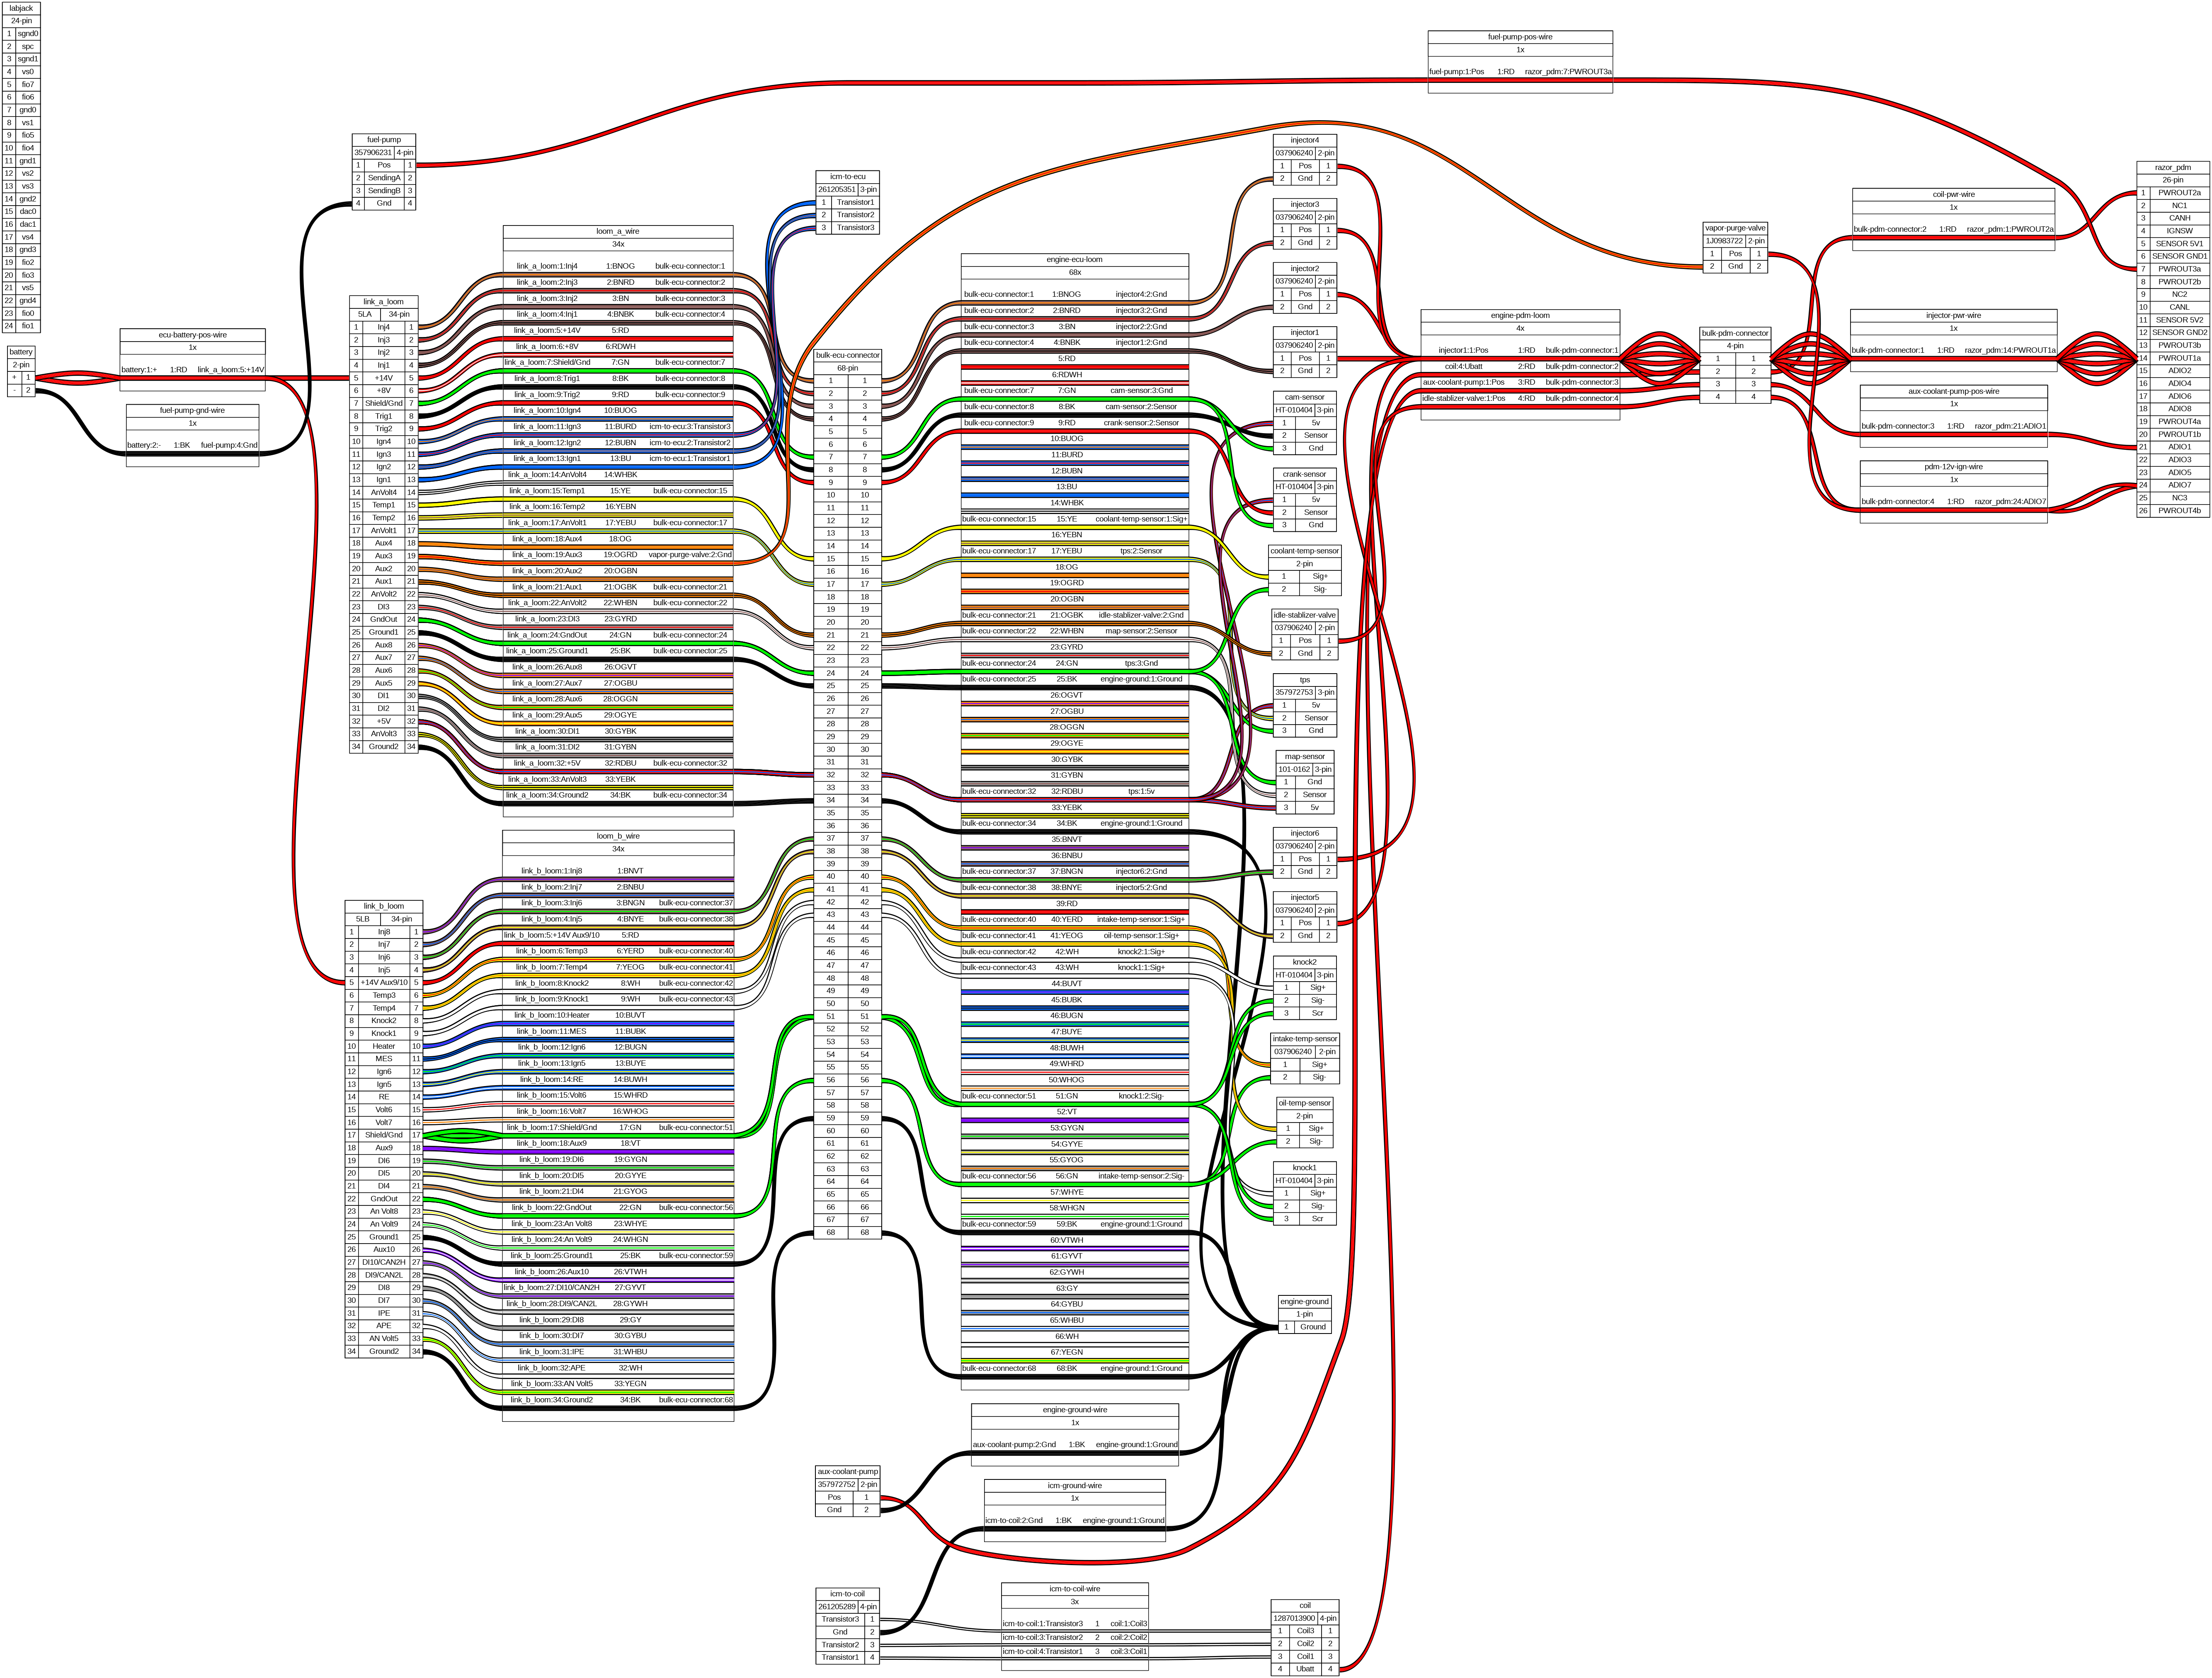 labjack
24-pin
1 sgnd0
2 spc
3 sgnd1
4 vs0
5 fio7
6 fio6
7 gnd0
8 vs1
9 fio5
10 fio4
11 gnd1
12 vs2
13 vs3
14 gnd2
15 dac0
16 dac1
17 vs4
18 gnd3
19 fio2
20 fio3
21 vs5
22 gnd4
23 fio0
24 fio1
battery
2-pin
+ 1
- 2
ecu-battery-pos-wire
1x
battery:1:+ 1:RD link_a_loom:5:+14V
fuel-pump-gnd-wire
1x
battery:2:- 1:BK fuel-pump:4:Gnd
fuel-pump
357906231 4-pin
1 Pos 1
2 SendingA 2
3 SendingB 3
4 Gnd 4
link_a_loom
5LA 34-pin
1 Inj4 1
2 Inj3 2
3 Inj2 3
4 Inj1 4
5 +14V 5
6 +8V 6
7 Shield/Gnd 7
8 Trig1 8
9 Trig2 9
10 Ign4 10
11 Ign3 11
12 Ign2 12
13 Ign1 13
14 AnVolt4 14
15 Temp1 15
16 Temp2 16
17 AnVolt1 17
18 Aux4 18
19 Aux3 19
20 Aux2 20
21 Aux1 21
22 AnVolt2 22
23 DI3 23
24 GndOut 24
25 Ground1 25
26 Aux8 26
27 Aux7 27
28 Aux6 28
29 Aux5 29
30 DI1 30
31 DI2 31
32 +5V 32
33 AnVolt3 33
34 Ground2 34
link_b_loom
5LB 34-pin
1 Inj8 1
2 Inj7 2
3 Inj6 3
4 Inj5 4
5 +14V Aux9/10 5
6 Temp3 6
7 Temp4 7
8 Knock2 8
9 Knock1 9
10 Heater 10
11 MES 11
12 Ign6 12
13 Ign5 13
14 RE 14
15 Volt6 15
16 Volt7 16
17 Shield/Gnd 17
18 Aux9 18
19 DI6 19
20 DI5 20
21 DI4 21
22 GndOut 22
23 An Volt8 23
24 An Volt9 24
25 Ground1 25
26 Aux10 26
27 DI10/CAN2H 27
28 DI9/CAN2L 28
29 DI8 29
30 DI7 30
31 IPE 31
32 APE 32
33 AN Volt5 33
34 Ground2 34
loom_a_wire
34x
link_a_loom:1:Inj4 1:BNOG bulk-ecu-connector:1
link_a_loom:2:Inj3 2:BNRD bulk-ecu-connector:2
link_a_loom:3:Inj2 3:BN bulk-ecu-connector:3
link_a_loom:4:Inj1 4:BNBK bulk-ecu-connector:4
link_a_loom:5:+14V 5:RD
link_a_loom:6:+8V 6:RDWH
link_a_loom:7:Shield/Gnd 7:GN bulk-ecu-connector:7
link_a_loom:8:Trig1 8:BK bulk-ecu-connector:8
link_a_loom:9:Trig2 9:RD bulk-ecu-connector:9
link_a_loom:10:Ign4 10:BUOG
link_a_loom:11:Ign3 11:BURD icm-to-ecu:3:Transistor3
link_a_loom:12:Ign2 12:BUBN icm-to-ecu:2:Transistor2
link_a_loom:13:Ign1 13:BU icm-to-ecu:1:Transistor1
link_a_loom:14:AnVolt4 14:WHBK
link_a_loom:15:Temp1 15:YE bulk-ecu-connector:15
link_a_loom:16:Temp2 16:YEBN
link_a_loom:17:AnVolt1 17:YEBU bulk-ecu-connector:17
link_a_loom:18:Aux4 18:OG
link_a_loom:19:Aux3 19:OGRD vapor-purge-valve:2:Gnd
link_a_loom:20:Aux2 20:OGBN
link_a_loom:21:Aux1 21:OGBK bulk-ecu-connector:21
link_a_loom:22:AnVolt2 22:WHBN bulk-ecu-connector:22
link_a_loom:23:DI3 23:GYRD
link_a_loom:24:GndOut 24:GN bulk-ecu-connector:24
link_a_loom:25:Ground1 25:BK bulk-ecu-connector:25
link_a_loom:26:Aux8 26:OGVT
link_a_loom:27:Aux7 27:OGBU
link_a_loom:28:Aux6 28:OGGN
link_a_loom:29:Aux5 29:OGYE
link_a_loom:30:DI1 30:GYBK
link_a_loom:31:DI2 31:GYBN
link_a_loom:32:+5V 32:RDBU bulk-ecu-connector:32
link_a_loom:33:AnVolt3 33:YEBK
link_a_loom:34:Ground2 34:BK bulk-ecu-connector:34
loom_b_wire
34x
link_b_loom:1:Inj8 1:BNVT
link_b_loom:2:Inj7 2:BNBU
link_b_loom:3:Inj6 3:BNGN bulk-ecu-connector:37
link_b_loom:4:Inj5 4:BNYE bulk-ecu-connector:38
link_b_loom:5:+14V Aux9/10 5:RD
link_b_loom:6:Temp3 6:YERD bulk-ecu-connector:40
link_b_loom:7:Temp4 7:YEOG bulk-ecu-connector:41
link_b_loom:8:Knock2 8:WH bulk-ecu-connector:42
link_b_loom:9:Knock1 9:WH bulk-ecu-connector:43
link_b_loom:10:Heater 10:BUVT
link_b_loom:11:MES 11:BUBK
link_b_loom:12:Ign6 12:BUGN
link_b_loom:13:Ign5 13:BUYE
link_b_loom:14:RE 14:BUWH
link_b_loom:15:Volt6 15:WHRD
link_b_loom:16:Volt7 16:WHOG
link_b_loom:17:Shield/Gnd 17:GN bulk-ecu-connector:51
link_b_loom:18:Aux9 18:VT
link_b_loom:19:DI6 19:GYGN
link_b_loom:20:DI5 20:GYYE
link_b_loom:21:DI4 21:GYOG
link_b_loom:22:GndOut 22:GN bulk-ecu-connector:56
link_b_loom:23:An Volt8 23:WHYE
link_b_loom:24:An Volt9 24:WHGN
link_b_loom:25:Ground1 25:BK bulk-ecu-connector:59
link_b_loom:26:Aux10 26:VTWH
link_b_loom:27:DI10/CAN2H 27:GYVT
link_b_loom:28:DI9/CAN2L 28:GYWH
link_b_loom:29:DI8 29:GY
link_b_loom:30:DI7 30:GYBU
link_b_loom:31:IPE 31:WHBU
link_b_loom:32:APE 32:WH
link_b_loom:33:AN Volt5 33:YEGN
link_b_loom:34:Ground2 34:BK bulk-ecu-connector:68
icm-to-ecu
261205351 3-pin
1 Transistor1
2 Transistor2
3 Transistor3
bulk-ecu-connector
68-pin
1 1
2 2
3 3
4 4
5 5
6 6
7 7
8 8
9 9
10 10
11 11
12 12
13 13
14 14
15 15
16 16
17 17
18 18
19 19
20 20
21 21
22 22
23 23
24 24
25 25
26 26
27 27
28 28
29 29
30 30
31 31
32 32
33 33
34 34
35 35
36 36
37 37
38 38
39 39
40 40
41 41
42 42
43 43
44 44
45 45
46 46
47 47
48 48
49 49
50 50
51 51
52 52
53 53
54 54
55 55
56 56
57 57
58 58
59 59
60 60
61 61
62 62
63 63
64 64
65 65
66 66
67 67
68 68
aux-coolant-pump
357972752 2-pin
Pos 1
Gnd 2
icm-to-coil
261205289 4-pin
Transistor3 1
Gnd 2
Transistor2 3
Transistor1 4
engine-ecu-loom
68x
bulk-ecu-connector:1 1:BNOG injector4:2:Gnd
bulk-ecu-connector:2 2:BNRD injector3:2:Gnd
bulk-ecu-connector:3 3:BN injector2:2:Gnd
bulk-ecu-connector:4 4:BNBK injector1:2:Gnd
5:RD
6:RDWH
bulk-ecu-connector:7 7:GN cam-sensor:3:Gnd
bulk-ecu-connector:8 8:BK cam-sensor:2:Sensor
bulk-ecu-connector:9 9:RD crank-sensor:2:Sensor
10:BUOG
11:BURD
12:BUBN
13:BU
14:WHBK
bulk-ecu-connector:15 15:YE coolant-temp-sensor:1:Sig+
16:YEBN
bulk-ecu-connector:17 17:YEBU tps:2:Sensor
18:OG
19:OGRD
20:OGBN
bulk-ecu-connector:21 21:OGBK idle-stablizer-valve:2:Gnd
bulk-ecu-connector:22 22:WHBN map-sensor:2:Sensor
23:GYRD
bulk-ecu-connector:24 24:GN tps:3:Gnd
bulk-ecu-connector:25 25:BK engine-ground:1:Ground
26:OGVT
27:OGBU
28:OGGN
29:OGYE
30:GYBK
31:GYBN
bulk-ecu-connector:32 32:RDBU tps:1:5v
33:YEBK
bulk-ecu-connector:34 34:BK engine-ground:1:Ground
35:BNVT
36:BNBU
bulk-ecu-connector:37 37:BNGN injector6:2:Gnd
bulk-ecu-connector:38 38:BNYE injector5:2:Gnd
39:RD
bulk-ecu-connector:40 40:YERD intake-temp-sensor:1:Sig+
bulk-ecu-connector:41 41:YEOG oil-temp-sensor:1:Sig+
bulk-ecu-connector:42 42:WH knock2:1:Sig+
bulk-ecu-connector:43 43:WH knock1:1:Sig+
44:BUVT
45:BUBK
46:BUGN
47:BUYE
48:BUWH
49:WHRD
50:WHOG
bulk-ecu-connector:51 51:GN knock1:2:Sig-
52:VT
53:GYGN
54:GYYE
55:GYOG
bulk-ecu-connector:56 56:GN intake-temp-sensor:2:Sig-
57:WHYE
58:WHGN
bulk-ecu-connector:59 59:BK engine-ground:1:Ground
60:VTWH
61:GYVT
62:GYWH
63:GY
64:GYBU
65:WHBU
66:WH
67:YEGN
bulk-ecu-connector:68 68:BK engine-ground:1:Ground
engine-ground-wire
1x
aux-coolant-pump:2:Gnd 1:BK engine-ground:1:Ground
icm-ground-wire
1x
icm-to-coil:2:Gnd 1:BK engine-ground:1:Ground
icm-to-coil-wire
3x
icm-to-coil:1:Transistor3 1 coil:1:Coil3
icm-to-coil:3:Transistor2 2 coil:2:Coil2
icm-to-coil:4:Transistor1 3 coil:3:Coil1
injector4
037906240 2-pin
1 Pos 1
2 Gnd 2
injector3
037906240 2-pin
1 Pos 1
2 Gnd 2
injector2
037906240 2-pin
1 Pos 1
2 Gnd 2
injector1
037906240 2-pin
1 Pos 1
2 Gnd 2
cam-sensor
HT-010404 3-pin
1 5v
2 Sensor
3 Gnd
crank-sensor
HT-010404 3-pin
1 5v
2 Sensor
3 Gnd
coolant-temp-sensor
2-pin
1 Sig+
2 Sig-
idle-stablizer-valve
037906240 2-pin
1 Pos 1
2 Gnd 2
tps
357972753 3-pin
1 5v
2 Sensor
3 Gnd
map-sensor
101-0162 3-pin
1 Gnd
2 Sensor
3 5v
injector6
037906240 2-pin
1 Pos 1
2 Gnd 2
injector5
037906240 2-pin
1 Pos 1
2 Gnd 2
knock2
HT-010404 3-pin
1 Sig+
2 Sig-
3 Scr
intake-temp-sensor
037906240 2-pin
1 Sig+
2 Sig-
oil-temp-sensor
2-pin
1 Sig+
2 Sig-
knock1
HT-010404 3-pin
1 Sig+
2 Sig-
3 Scr
engine-ground
1-pin
1 Ground
coil
1287013900 4-pin
1 Coil3 1
2 Coil2 2
3 Coil1 3
4 Ubatt 4
fuel-pump-pos-wire
1x
fuel-pump:1:Pos 1:RD razor_pdm:7:PWROUT3a
engine-pdm-loom
4x
injector1:1:Pos 1:RD bulk-pdm-connector:1
coil:4:Ubatt 2:RD bulk-pdm-connector:2
aux-coolant-pump:1:Pos 3:RD bulk-pdm-connector:3
idle-stabilizer-valve:1:Pos 4:RD bulk-pdm-connector:4
vapor-purge-valve
1J0983722 2-pin
1 Pos 1
2 Gnd 2
bulk-pdm-connector
4-pin
1 1
2 2
3 3
4 4
coil-pwr-wire
1x
bulk-pdm-connector:2 1:RD razor_pdm:1:PWROUT2a
injector-pwr-wire
1x
bulk-pdm-connector:1 1:RD razor_pdm:14:PWROUT1a
aux-coolant-pump-pos-wire
1x
bulk-pdm-connector:3 1:RD razor_pdm:21:ADIO1
pdm-12v-ign-wire
1x
bulk-pdm-connector:4 1:RD razor_pdm:24:ADIO7
razor_pdm
26-pin
1 PWROUT2a
2 NC1
3 CANH
4 IGNSW
5 SENSOR 5V1
6 SENSOR GND1
7 PWROUT3a
8 PWROUT2b
9 NC2
10 CANL
11 SENSOR 5V2
12 SENSOR GND2
13 PWROUT3b
14 PWROUT1a
15 ADIO2
16 ADIO4
17 ADIO6
18 ADIO8
19 PWROUT4a
20 PWROUT1b
21 ADIO1
22 ADIO3
23 ADIO5
24 ADIO7
25 NC3
26 PWROUT4b